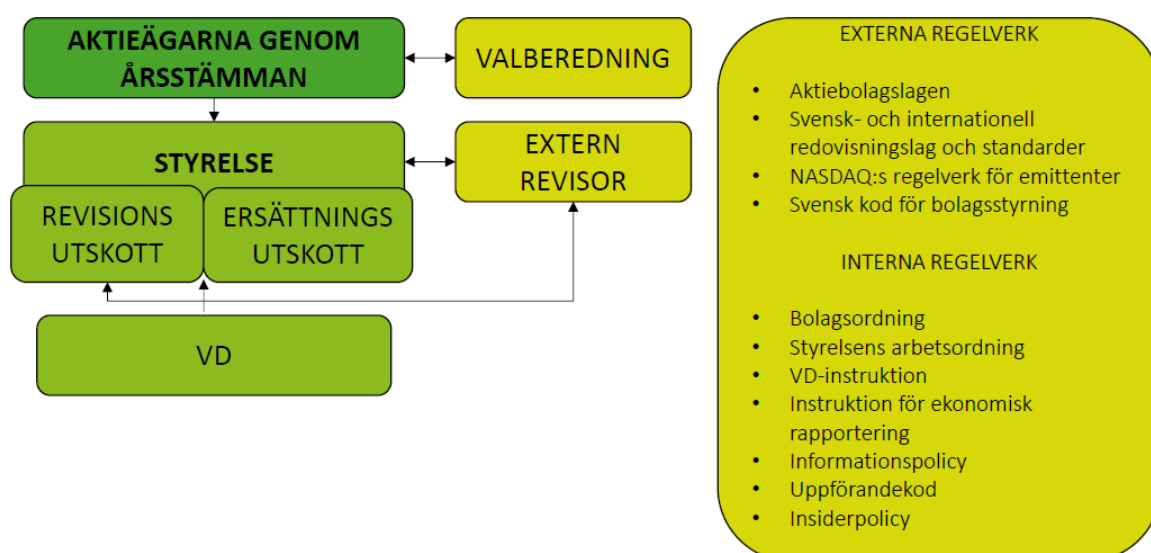 AKTIEÄGARNA GENOM
ÅRSSTÄMMAN
VALBEREDNING
STYRELSE
EXTERN
REVISOR
REVISIONS
UTSKOTT
ERSÄTTNINGS
UTSKOTT
VD
EXTERNA REGELVERK
• Aktiebolagslagen
• Svensk- och internationell
redovisningslag och standarder
• NASDAQ:s regelverk för emittenter
• Svensk kod för bolagsstyrning
INTERNA REGELVERK
• Bolagsordning
• Styrelsens arbetsordning
• VD-instruktion
• Instruktion för ekonomisk
rapportering
• Informationspolicy
• Uppförandekod
• Insiderpolicy